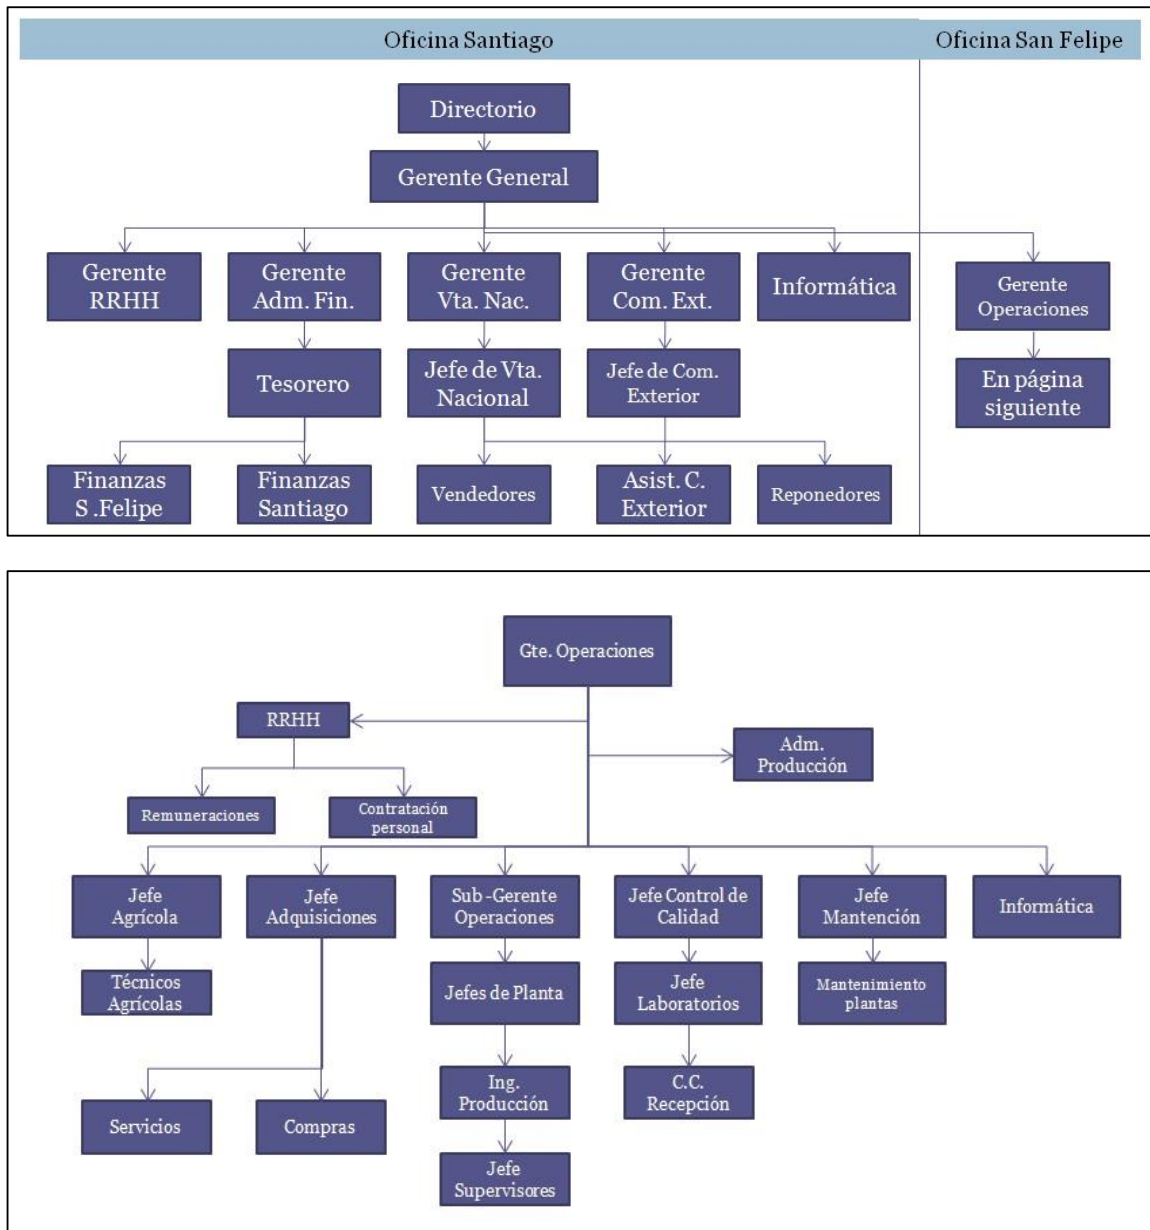 Oficina Santiago
Oficina San Felipe
Directorio
Gerente General
Gerente
RRHH
Gerente
Adm. Fin.
Gerente
Vta. Nac.
Gerente
Com. Ext.
Informática
Gerente
Operaciones
Tesorero
Jefe de Vta.
Nacional
Jefe de Com.
Exterior
En página
siguiente
Finanzas
S .Felipe
Finanzas
Santiago
Vendedores
Asist. C.
Exterior
Reponedores
Gte. Operaciones
RRHH
Adm.
Producción
Remuneraciones
Contratación
personal
Jefe
Agrícola
Jefe
Adquisiciones
Sub -Gerente
Operaciones
Jefe Control de
Calidad
Jefe
Mantención
Informática
Técnicos
Agrícolas
Jefes de Planta
Jefe
Laboratorios
Mantenimiento
plantas
Servicios
Compras
Ing.
Producción
C.C.
Recepción
Jefe
Supervisores